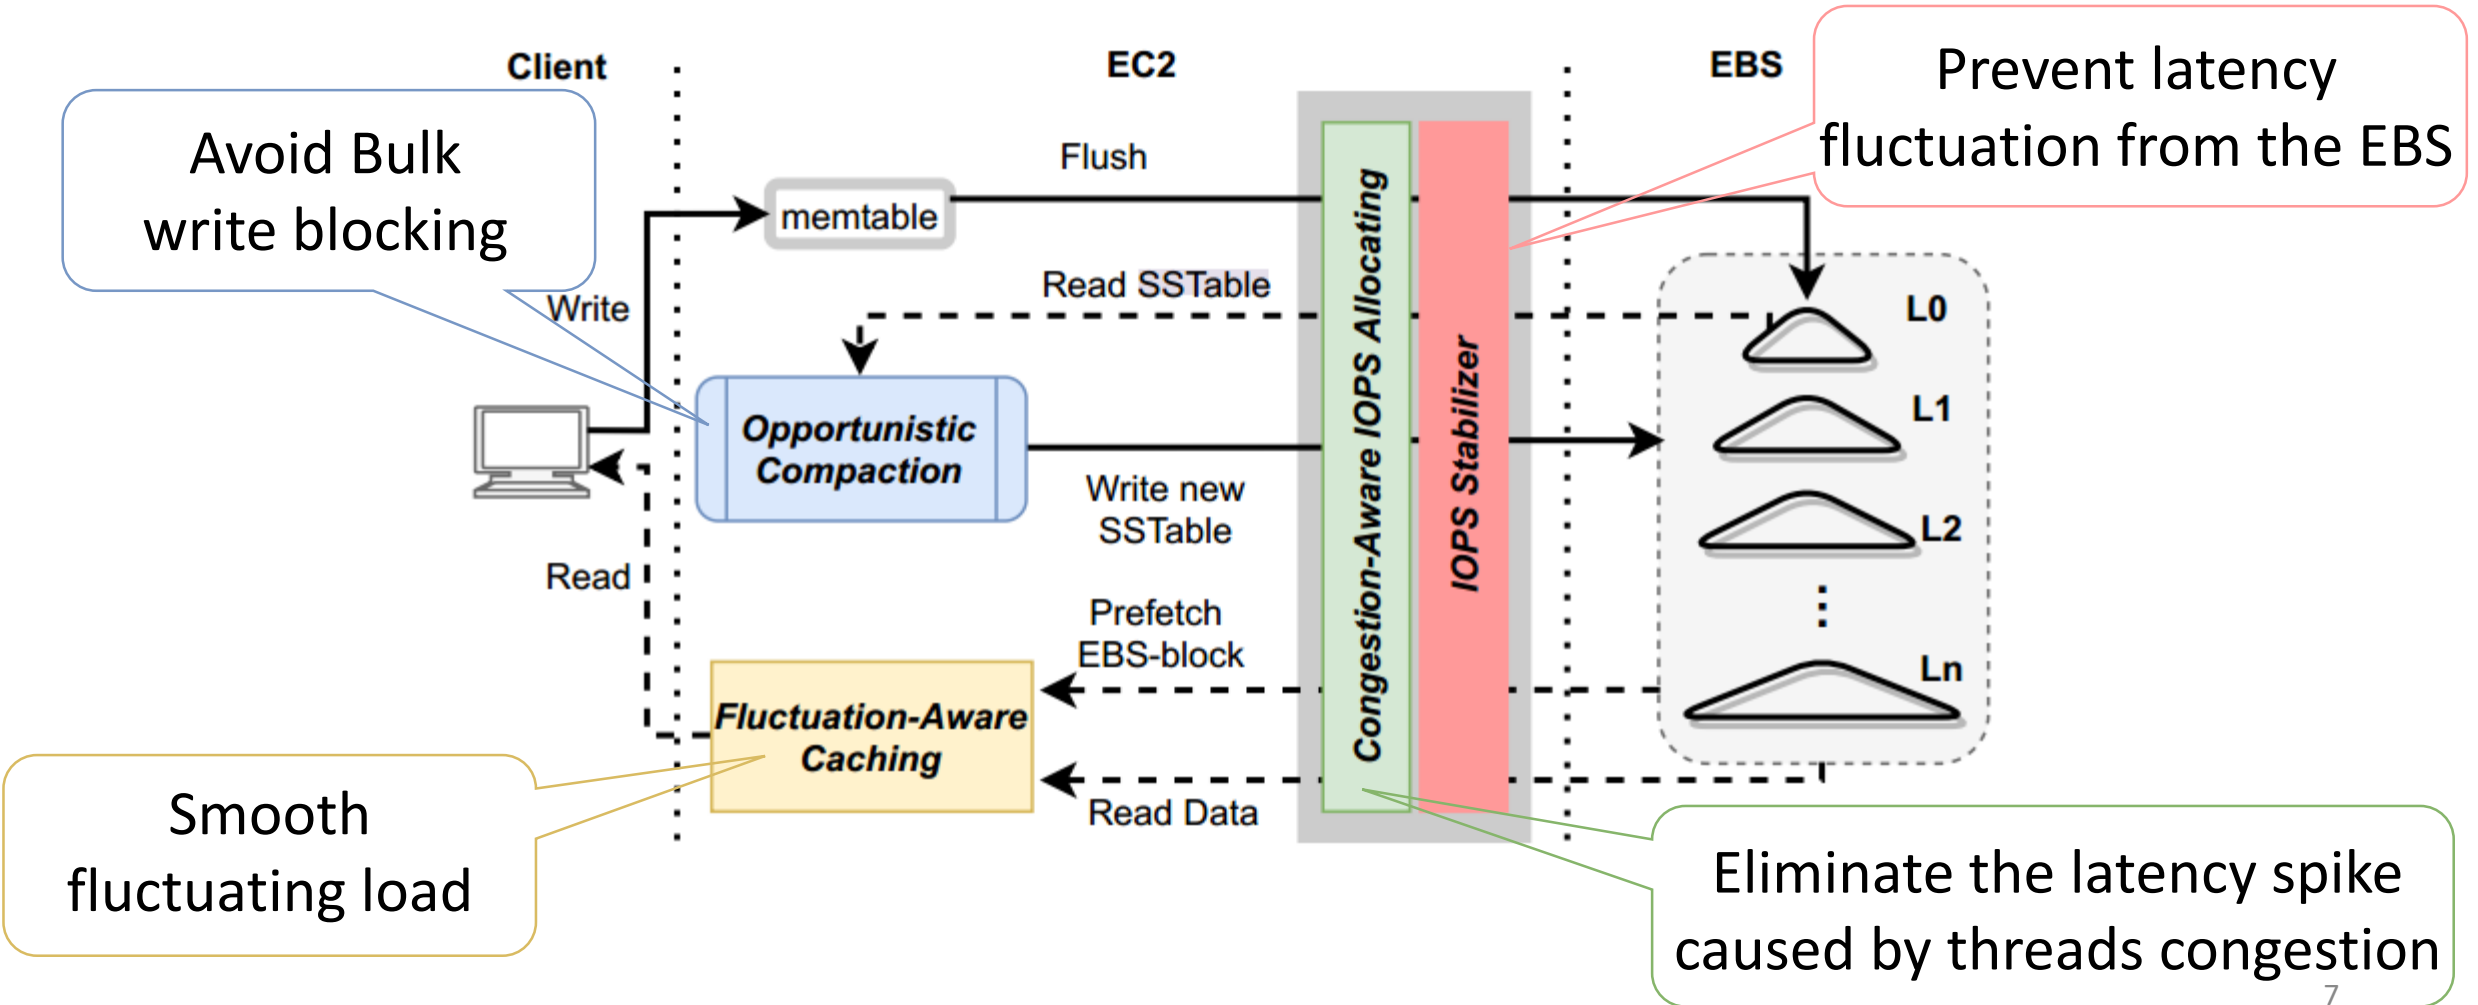 Client
EC2
EBS
Prevent latency
fluctuation from the EBS
Avoid Bulk
write blocking
Flush
memtable
Read SSTable
Write
L0
L1
L2
Ln
Opportunistic
Compaction
Write new
SSTable
Congestion-Aware IOPS Allocating
IOPS Stabilizer
Read
Prefetch
EBS-block
Fluctuation-Aware
Caching
Read Data
Smooth
fluctuating load
Eliminate the latency spike
caused by threads congestion
7